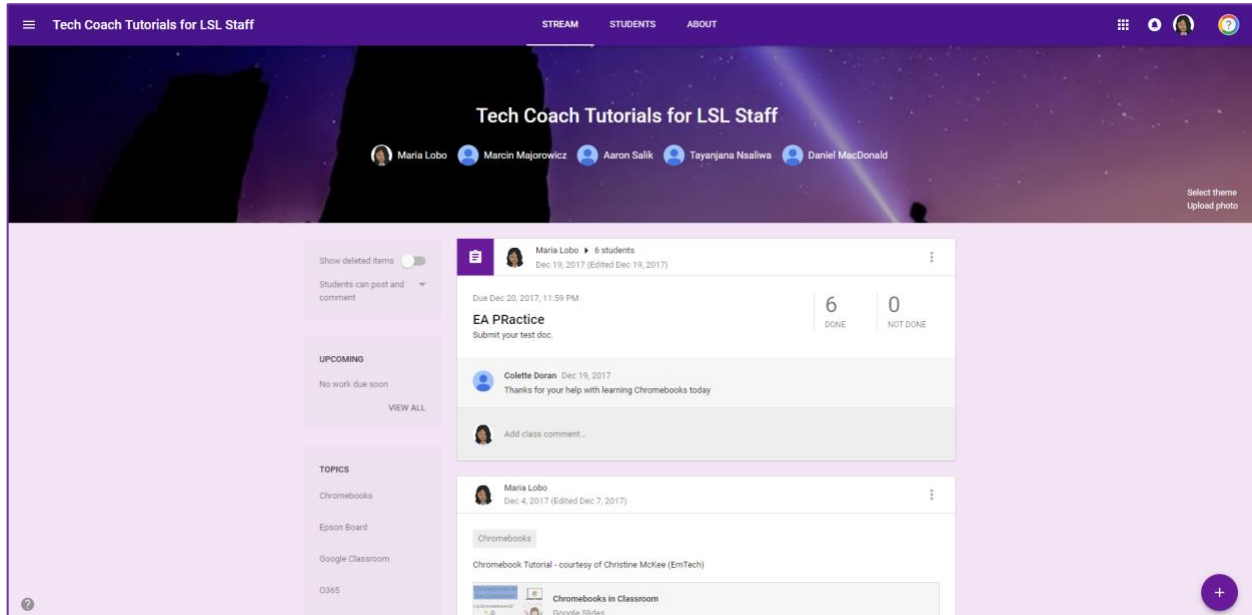 Tech Coach Tutorials for LSL Staff
STREAM STUDENTS ABOUT
Tech Coach Tutorials for LSL Staff
Maria Lobo Marcin Majorowicz Aaron Salik Tayanjana Nsaliwa Daniel MacDonald
Select theme
Upload photo
Show deleted items
Students can post and
comment
UPCOMING
No work due soon
VIEW ALL
TOPICS
Chromebooks
Epson Board
Google Classroom
O365
Maria Lobo 6 students
Dec 19, 2017 (Edited Dec 19, 2017)
Due Dec 20, 2017, 11:59 PM
EA PRactice
Submit your test doc.
6
DONE
0
NOT DONE
Colette Doran Dec 19, 2017
Thanks for your help with learning Chromebooks today
Add class comment...
Maria Lobo
Dec 4, 2017 (Edited Dec 7, 2017)
Chromebooks
Chromebook Tutorial - courtesy of Christine McKee (EmTech)
Chromebooks in Classroom
Google Slides